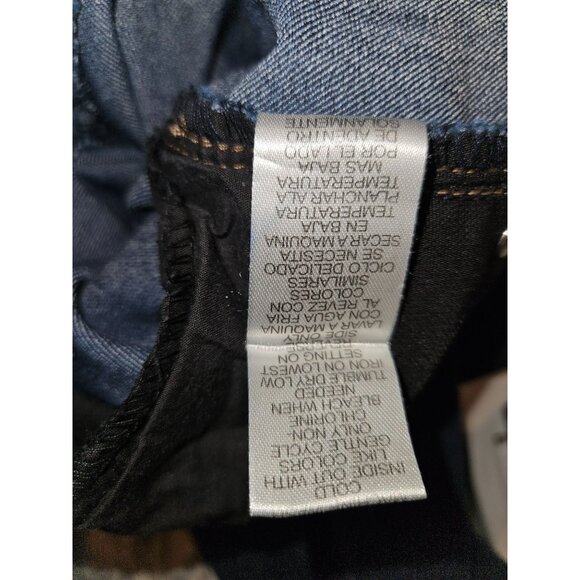 COLD
INSIDE OUT WITH
LIKE COLORS
GENTLE CYCLE
ONLY NON-
CHLORINE
BLEACH WHEN
NEEDED
TUMBLE DRY LOW
IRON ON LOWEST
SETTING ON
REVERSE
SIDE ONLY
LAVAR A MAQUINA
CON AGUA FRIA
AL REVEZ CON
COLORES
SIMILARES
CICLO DELICADO
SE NECESITA
SECAR A MAQUINA
EN BAJA
TEMPERATURA
PLANCHAR ALA
TEMPERATURA
MAS BAJA
POR EL LADO
DE ADENTRO
SOLANMENTE